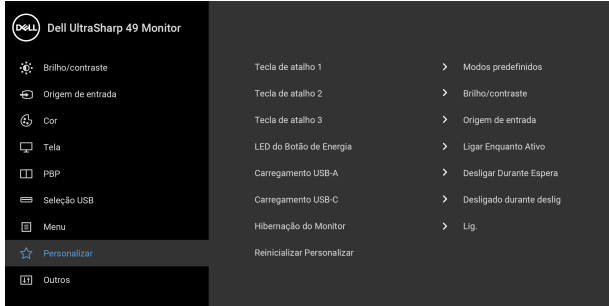 DELL Dell UltraSharp 49 Monitor
Brilho/contraste
Origem de entrada
Cor
Tela
PBP
Seleção USB
Menu
Personalizar
Outros
Tecla de atalho 1 > Modos predefinidos
Tecla de atalho 2 > Brilho/contraste
Tecla de atalho 3 > Origem de entrada
LED do Botão de Energia > Ligar Enquanto Ativo
Carregamento USB-A > Desligar Durante Espera
Carregamento USB-C > Desligado durante deslig
Hibernação do Monitor > Lig.
Reinicializar Personalizar